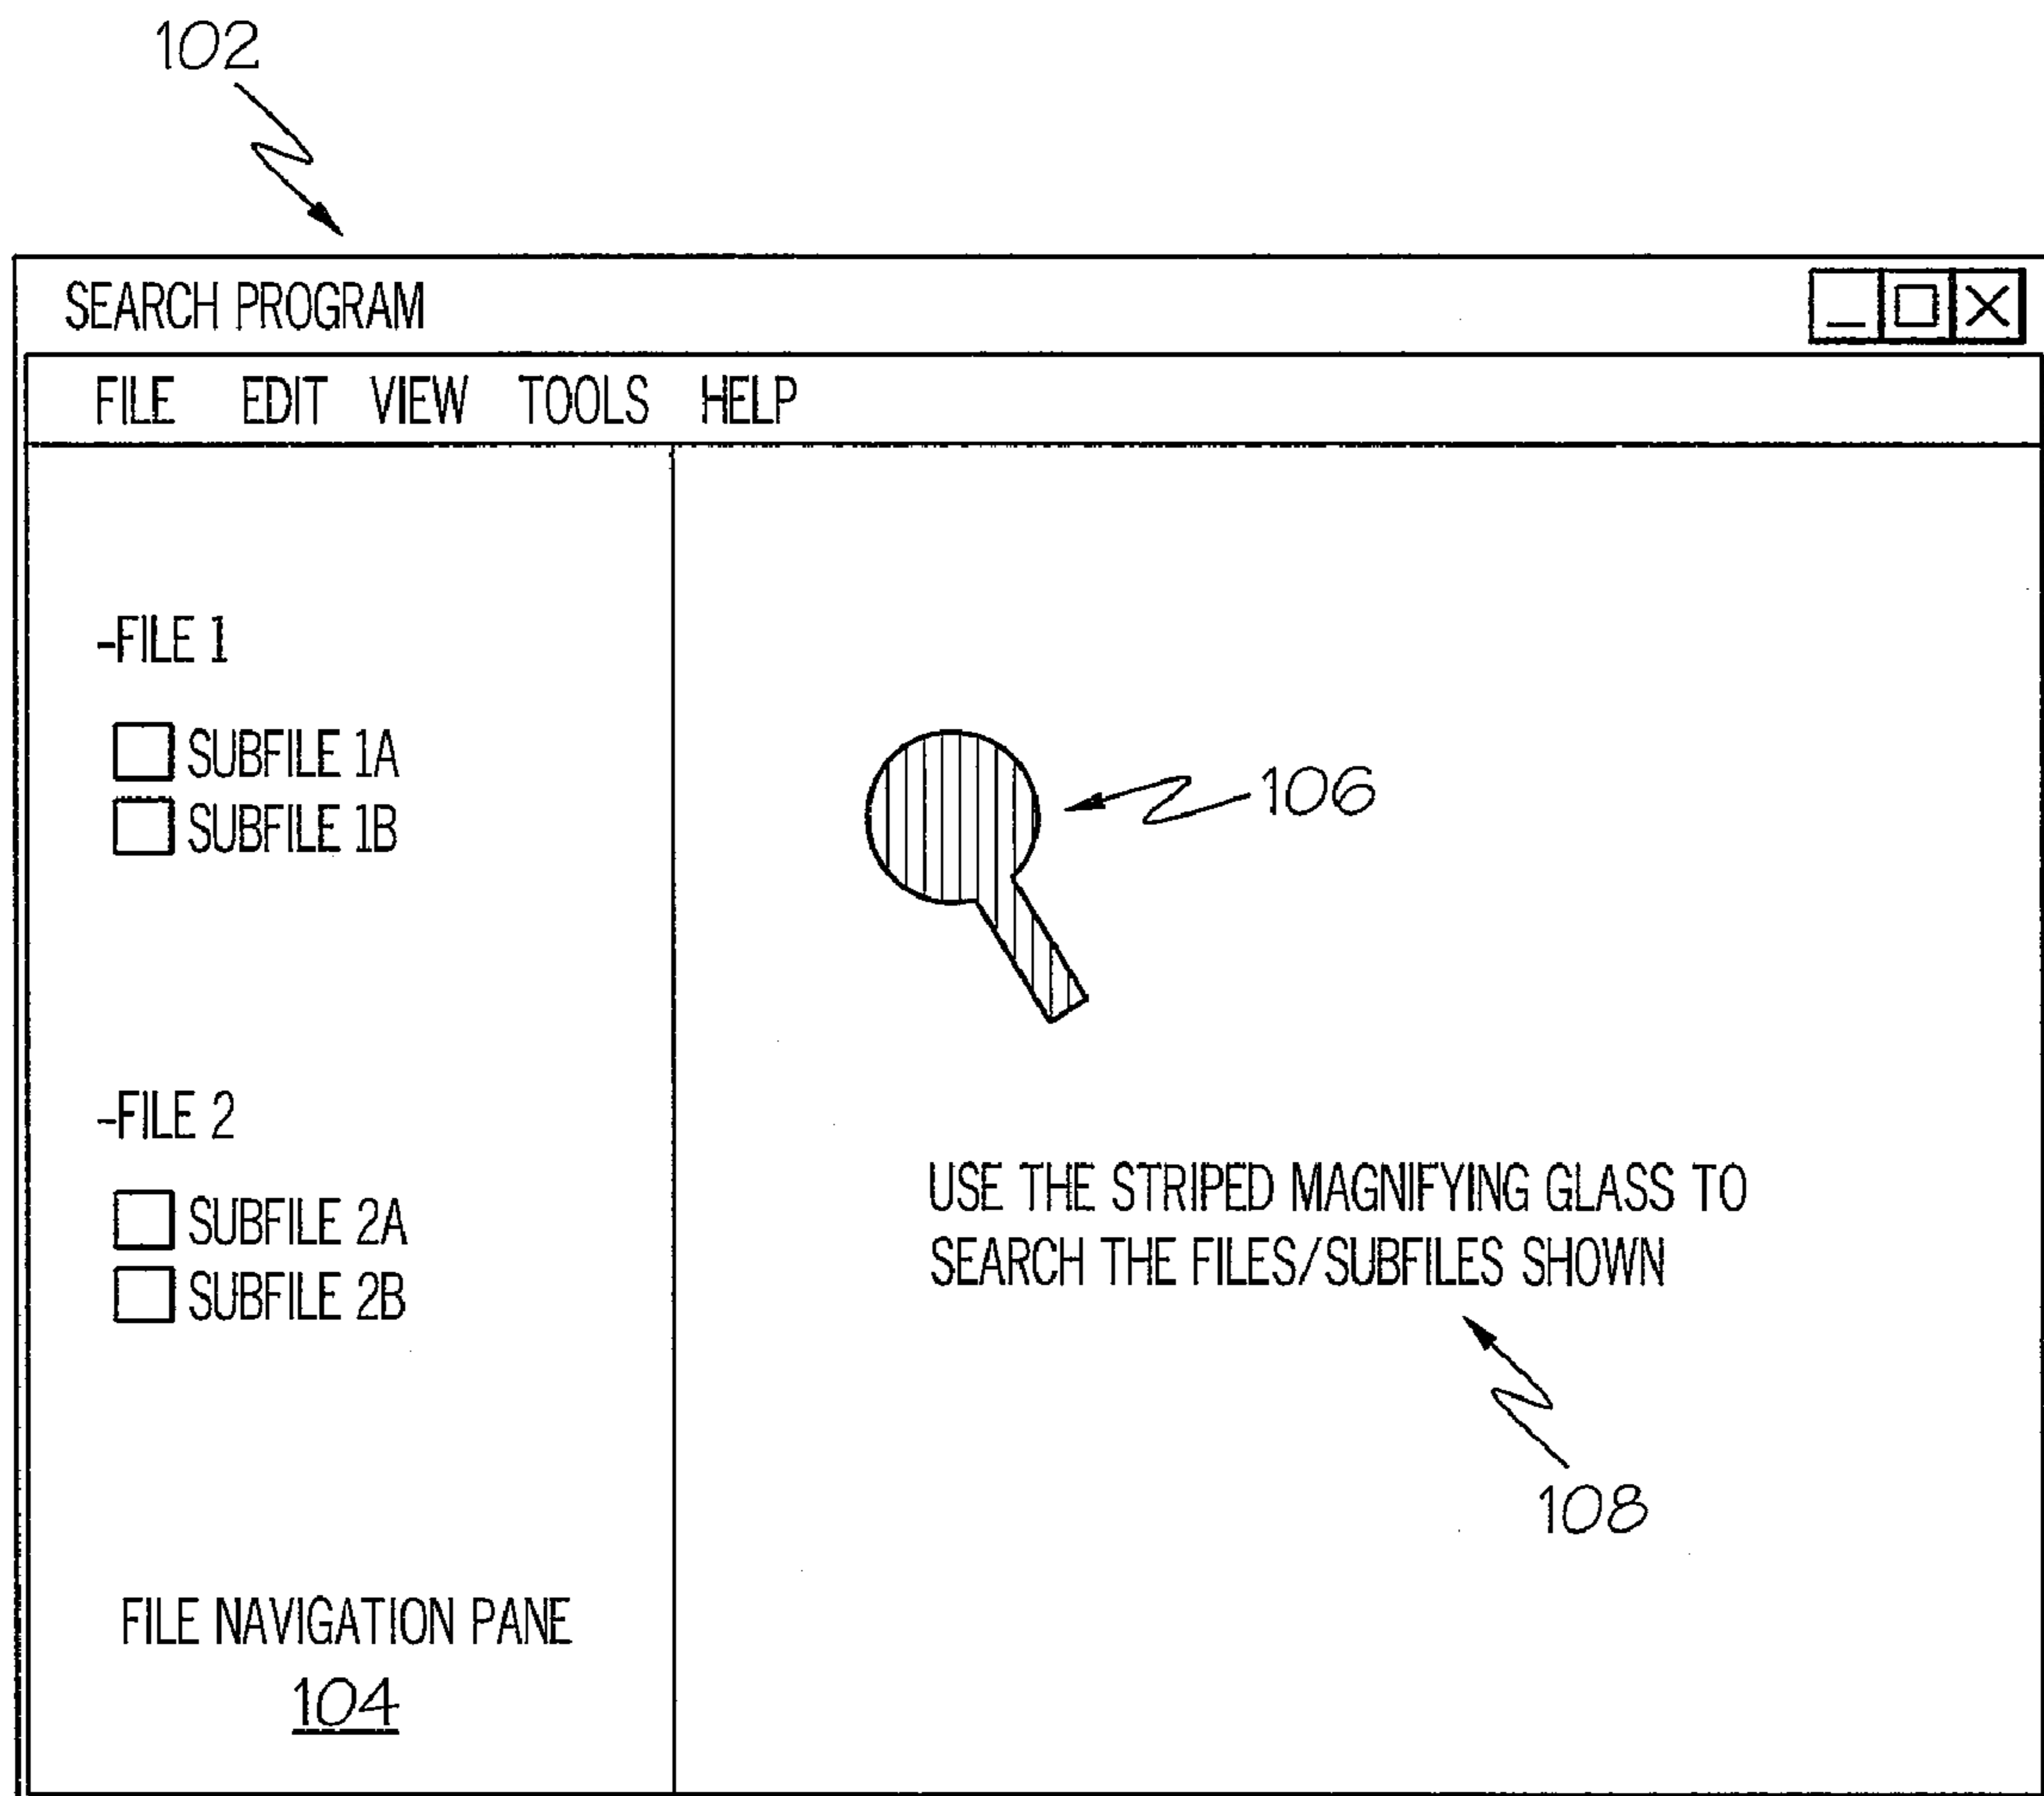 102
SEARCH PROGRAM
FILE EDIT VIEW TOOLS HELP
-FILE 1
SUBFILE 1A
SUBFILE 1B
-FILE 2
SUBFILE 2A
SUBFILE 2B
FILE NAVIGATION PANE
104
106
USE THE STRIPED MAGNIFYING GLASS TO
SEARCH THE FILES/SUBFILES SHOWN
108